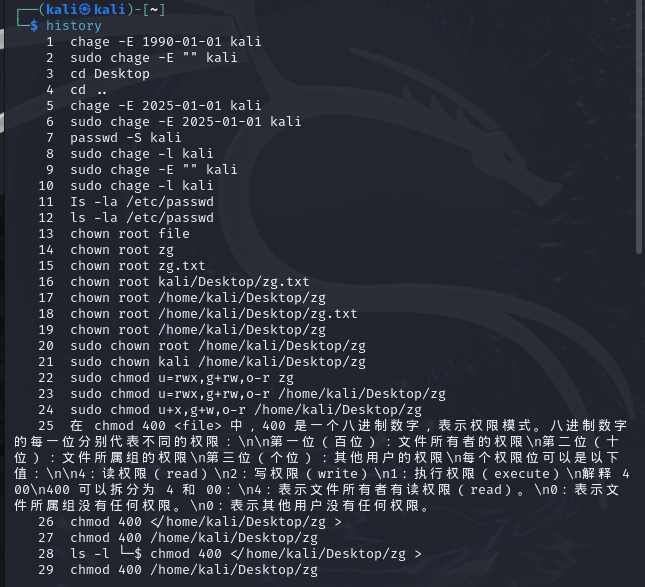 ┌──(kali㉿kali)-[~]
└─$ history
1 chage -E 1990-01-01 kali
2 sudo chage -E "" kali
3 cd Desktop
4 cd ..
5 chage -E 2025-01-01 kali
6 sudo chage -E 2025-01-01 kali
7 passwd -S kali
8 sudo chage -l kali
9 sudo chage -E "" kali
10 sudo chage -l kali
11 Is -la /etc/passwd
12 ls -la /etc/passwd
13 chown root file
14 chown root zg
15 chown root zg.txt
16 chown root kali/Desktop/zg.txt
17 chown root /home/kali/Desktop/zg
18 chown root /home/kali/Desktop/zg.txt
19 chown root /home/kali/Desktop/zg
20 sudo chown root /home/kali/Desktop/zg
21 sudo chown kali /home/kali/Desktop/zg
22 sudo chmod u=rwx,g+rw,o-r zg
23 sudo chmod u=rwx,g+rw,o-r /home/kali/Desktop/zg
24 sudo chmod u+x,g+w,o-r /home/kali/Desktop/zg
25 在 chmod 400 <file> 中，400 是一个八进制数字，表示权限模式。八进制数字
的每一位分别代表不同的权限：\n\n第一位（百位）：文件所有者的权限\n第二位（十
位）：文件所属组的权限\n第三位（个位）：其他用户的权限\n每个权限位可以是以下
值：\n\n4：读权限（read）\n2：写权限（write）\n1：执行权限（execute）\n解释 4
00\n400 可以拆分为 4 和 00：\n4：表示文件所有者有读权限（read）。\n0：表示文
件所属组没有任何权限。\n0：表示其他用户没有任何权限。
26 chmod 400 </home/kali/Desktop/zg >
27 chmod 400 /home/kali/Desktop/zg
28 ls -l └─$ chmod 400 </home/kali/Desktop/zg >
29 chmod 400 /home/kali/Desktop/zg